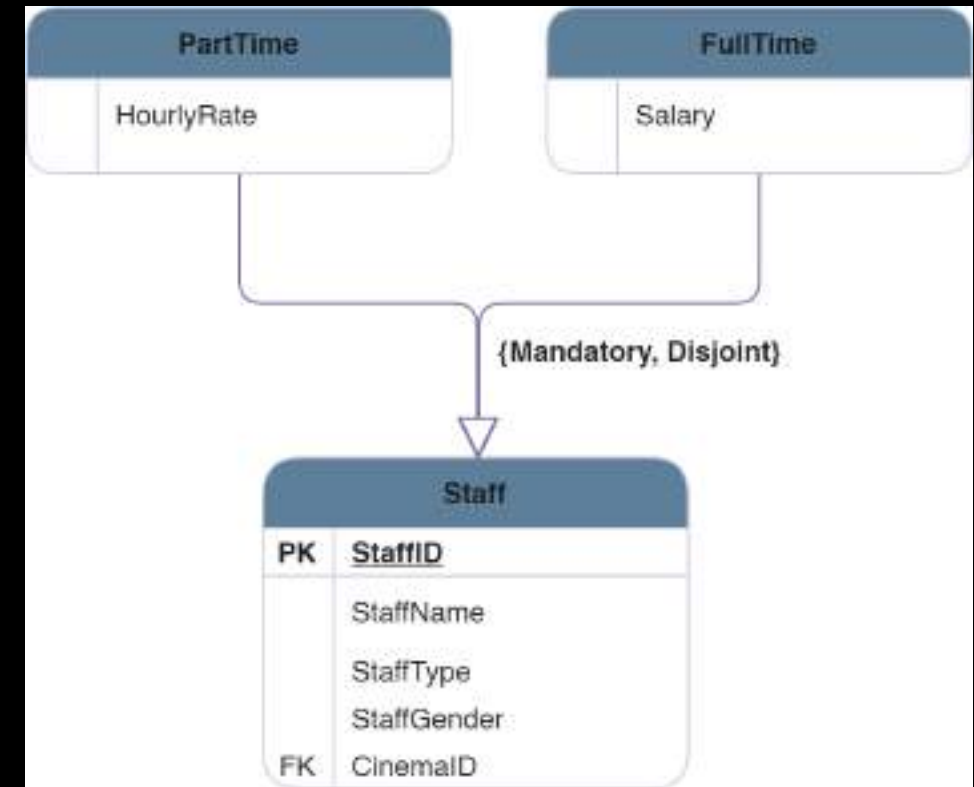 PartTime
FullTime
HourlyRate
Salary
{Mandatory, Disjoint}
Staff
PK StaffID
StaffName
StaffType
StaffGender
FK CinemaID